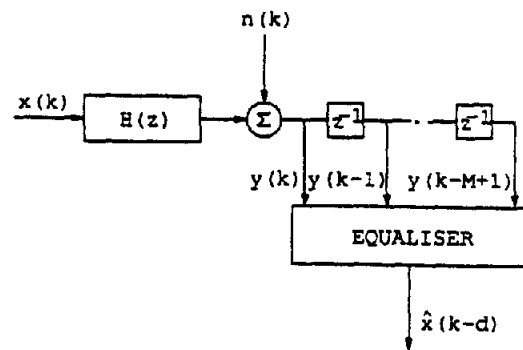 n(k)
x(k)
H(z)
Σ
z⁻¹
z⁻¹
y(k) y(k-1) y(k-M+1)
EQUALISER
x̂(k-d)